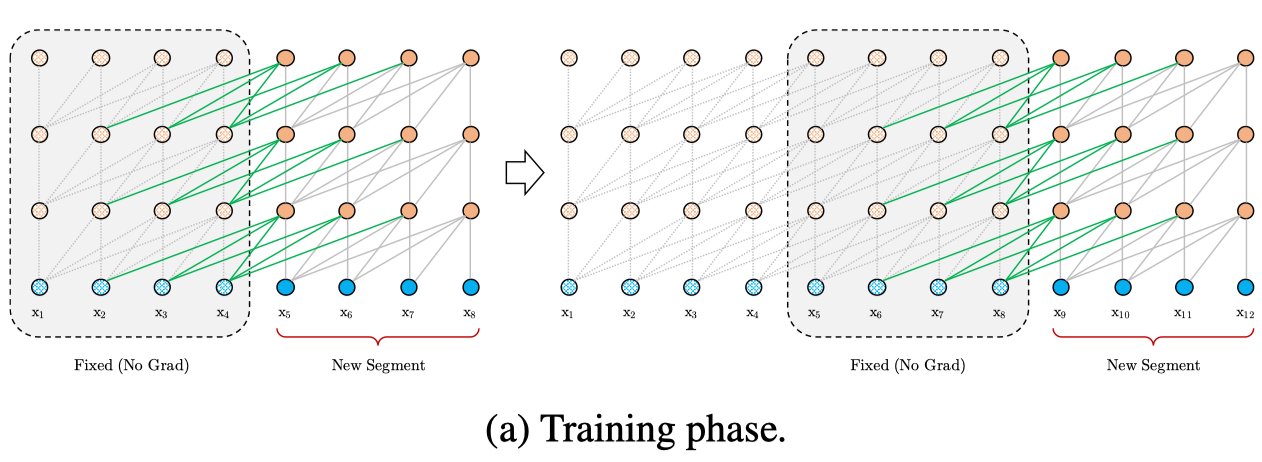 x1 x2 x3 x4 x5 x6 x7 x8 x1 x2 x3 x4 x5 x6 x7 x8 x9 x10 x11 x12
Fixed (No Grad) New Segment Fixed (No Grad) New Segment
(a) Training phase.